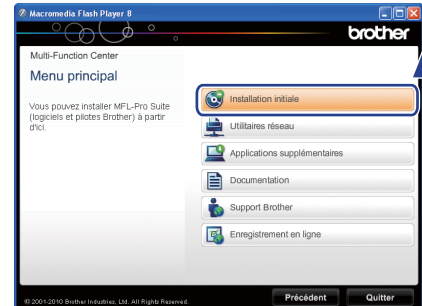 Macromedia Flash Player 8
brother
Multi-Function Center
Menu principal
Vous pouvez installer MFL-Pro Suite
(logiciels et pilotes Brother) à partir
d'ici.
Installation initiale
Utilitaires réseau
Applications supplémentaires
Documentation
Support Brother
Enregistrement en ligne
© 2001-2010 Brother Industries, Ltd. All Rights Reserved.
Précédent
Quitter